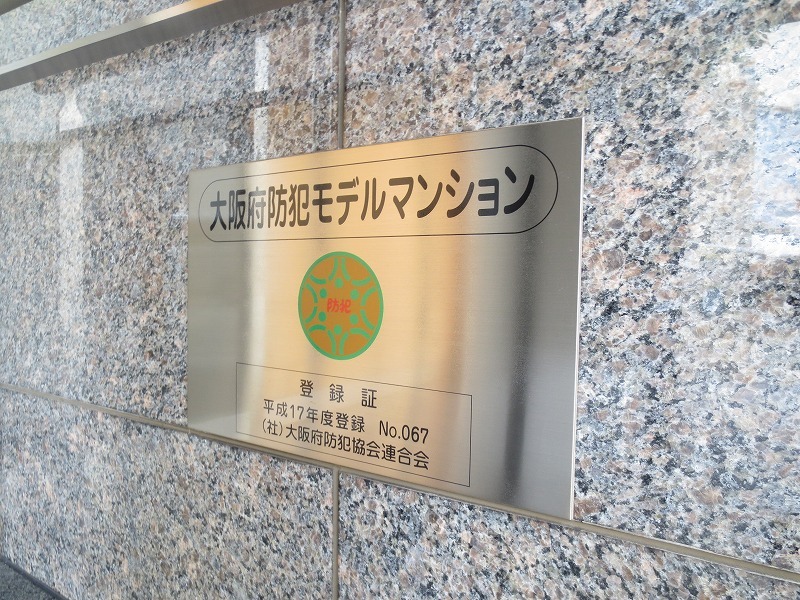 大阪府防犯モデルマンション
防犯
登録証
平成17年度登録 No.067
(社)大阪府防犯協会連合会